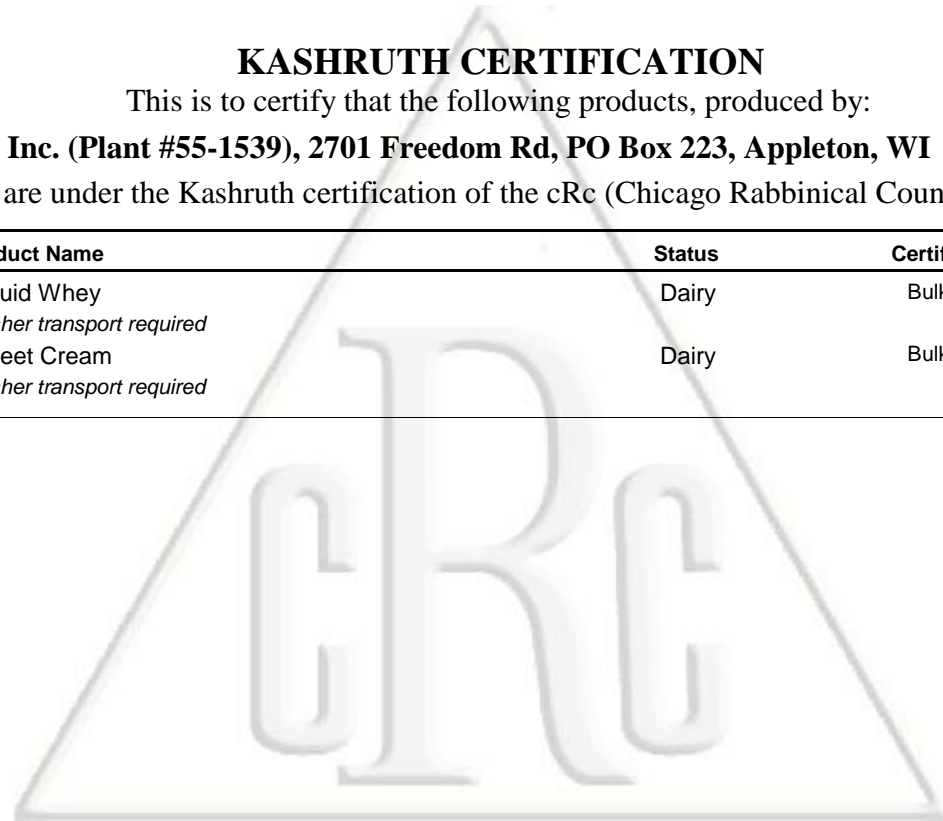 KASHRUTH CERTIFICATION
This is to certify that the following products, produced by:
Inc. (Plant #55-1539), 2701 Freedom Rd, PO Box 223, Appleton, WI
are under the Kashruth certification of the cRc (Chicago Rabbinical Coun
duct Name Status Certif
uid Whey Dairy Bulk
her transport required
eet Cream Dairy Bulk
her transport required
cRc